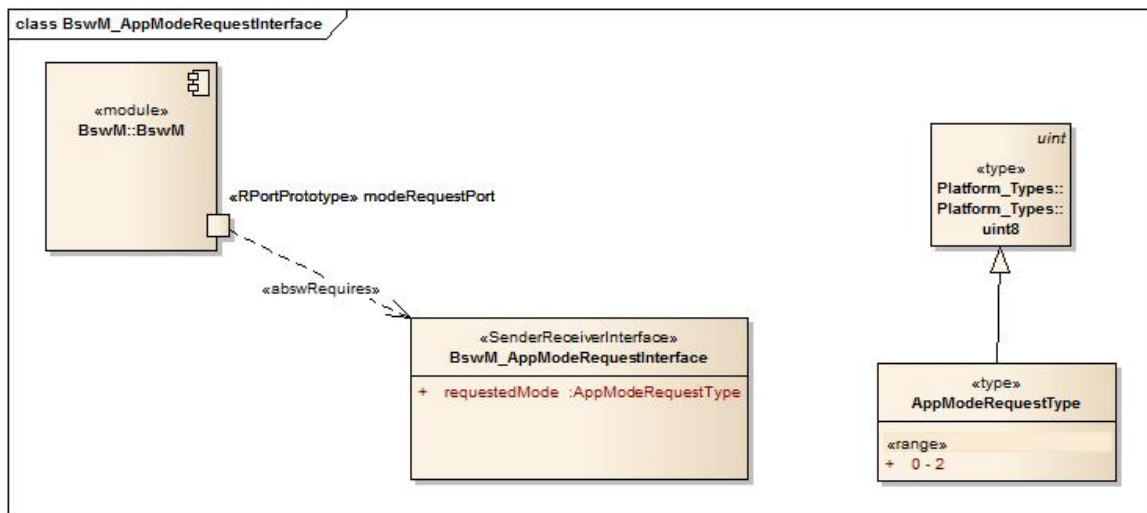 class BswM_AppModeRequestInterface
«module»
BswM::BswM
«RPortPrototype» modeRequestPort
«abswRequires»
«SenderReceiverInterface»
BswM_AppModeRequestInterface
+ requestedMode :AppModeRequestType
uint
«type»
Platform_Types::
Platform_Types::
uint8
«type»
AppModeRequestType
«range»
+ 0 - 2